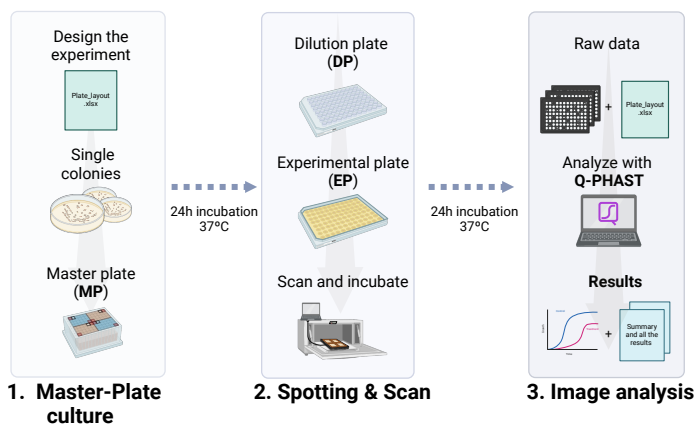 Design the
experiment
Plate_layout
.xlsx
Single
colonies
Master plate
(MP)
1. Master-Plate
culture
24h incubation
37ºC
Dilution plate
(DP)
Experimental plate
(EP)
Scan and incubate
2. Spotting & Scan
24h incubation
37ºC
Raw data
+
Plate_layout
.xlsx
Analyze with
Q-PHAST
Results
+
Summary
and all the
results
3. Image analysis